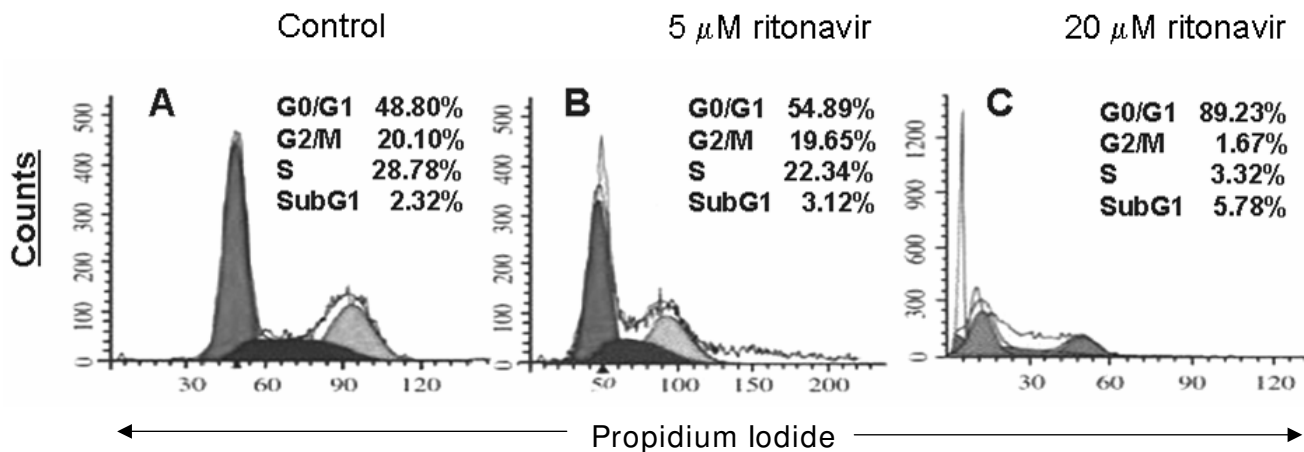 Control
5 μM ritonavir
20 μM ritonavir
A
G0/G1 48.80%
G2/M 20.10%
S 28.78%
SubG1 2.32%
B
G0/G1 54.89%
G2/M 19.65%
S 22.34%
SubG1 3.12%
C
G0/G1 89.23%
G2/M 1.67%
S 3.32%
SubG1 5.78%
Counts
0 100 200 300 400 500
30 60 90 120
0 100 200 300 400 500
50 100 150 200
0 300 600 900 1200
30 60 90 120
Propidium Iodide